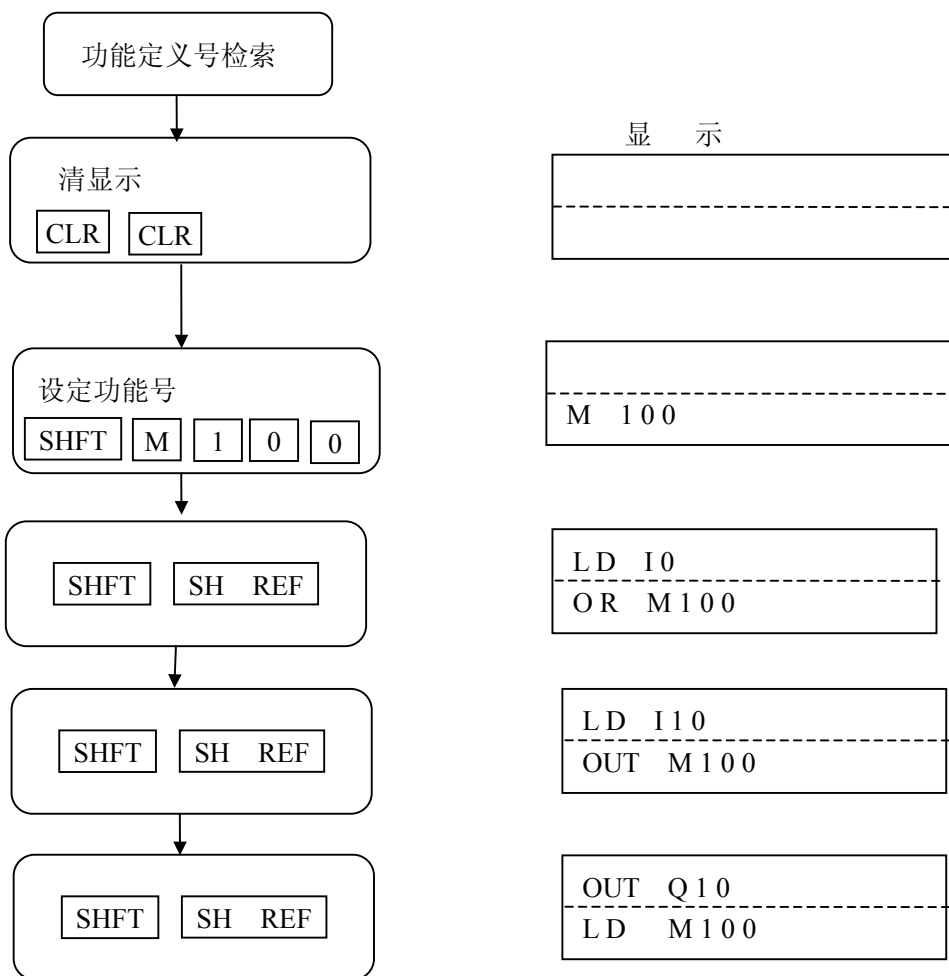 功能定义号检索
显 示
清显示
CLR CLR
设定功能号
SHFT M 1 0 0
M 100
SHFT SH REF
LD I0
OR M100
SHFT SH REF
LD I10
OUT M100
SHFT SH REF
OUT Q10
LD M100